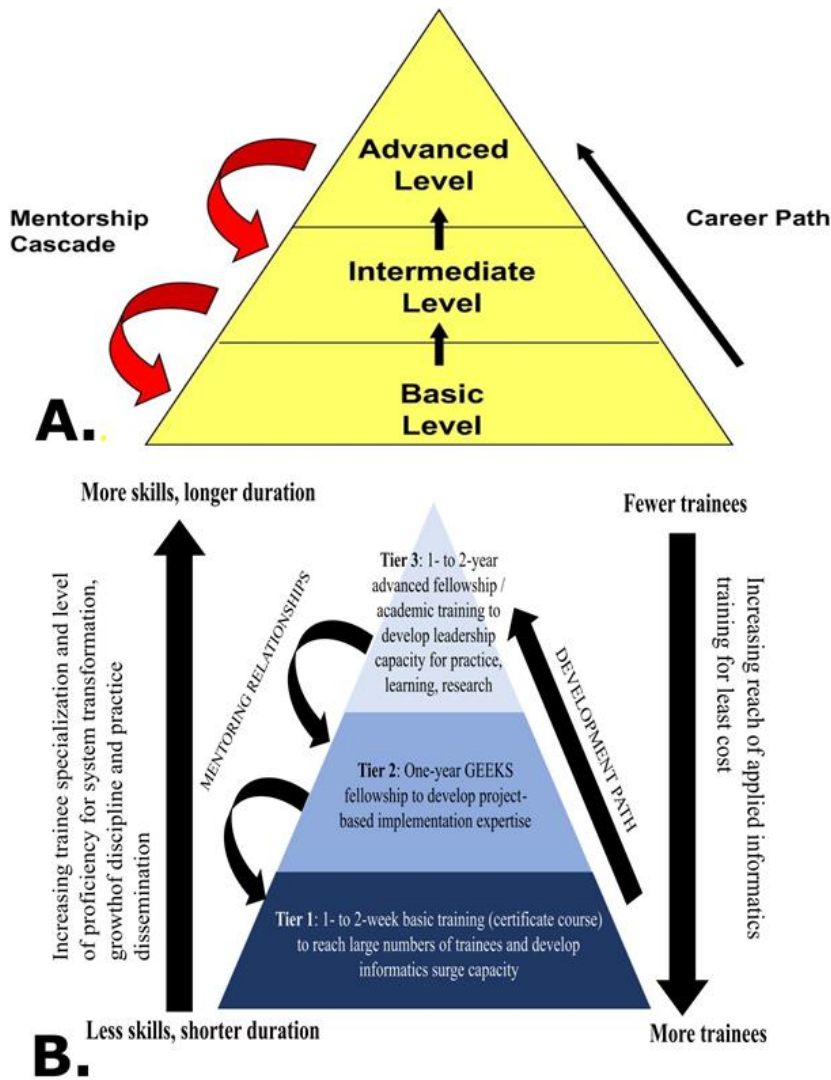 Advanced
Level
Mentorship
Cascade
Career Path
Intermediate
Level
Basic
Level
A..
More skills, longer duration
Fewer trainees
Increasing trainee specialization and level
of proficiency for system transformation,
growthof discipline and practice
dissemination
MENTORING RELATIONSHIPS
Tier 3: 1- to 2-year
advanced fellowship /
academic training to
develop leadership
capacity for practice,
learning, research
DEVELOPMENT PATH
Increasing reach of applied informatics
training for least cost
Tier 2: One-year GEEKS
fellowship to develop project-
based implementation expertise
Tier 1: 1- to 2-week basic training (certificate course)
to reach large numbers of trainees and develop
informatics surge capacity
Less skills, shorter duration
More trainees
B.